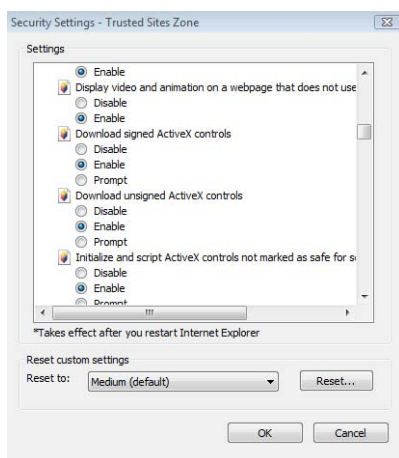 Security Settings - Trusted Sites Zone
Settings
Enable
Display video and animation on a webpage that does not use
Disable
Enable
Download signed ActiveX controls
Disable
Enable
Prompt
Download unsigned ActiveX controls
Disable
Enable
Prompt
Initialize and script ActiveX controls not marked as safe for
Disable
Enable
Prompt
*Takes effect after you restart Internet Explorer
Reset custom settings
Reset to: Medium (default) Reset...
OK Cancel